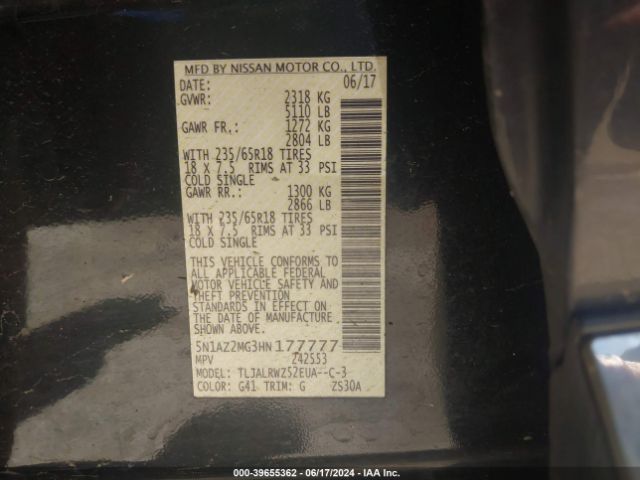 MFD BY NISSAN MOTOR CO., LTD.
DATE: 06/17
GVWR: 2318 KG
5110 LB
GAWR FR.: 1272 KG
2804 LB
WITH 235/65R18 TIRES
18 X 7.5 RIMS AT 33 PSI
COLD SINGLE
GAWR RR.: 1300 KG
2866 LB
WITH 235/65R18 TIRES
18 X 7.5 RIMS AT 33 PSI
COLD SINGLE
THIS VEHICLE CONFORMS TO
ALL APPLICABLE FEDERAL
MOTOR VEHICLE SAFETY AND
THEFT PREVENTION
STANDARDS IN EFFECT ON THE
DATE OF MANUFACTURE SHOWN
ABOVE.
5N1AZ2MG3HN177777
MPV Z42553
MODEL: TLJALRWZ52EUA--C-3
COLOR: G41 TRIM: G ZS30A
000-39655362 - 06/17/2024 - IAA Inc.